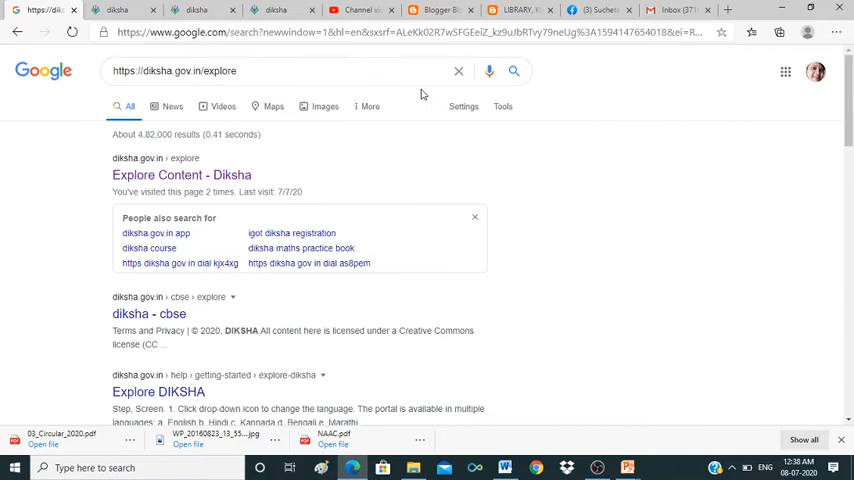 https://dik
diksha
diksha
diksha
Channel vid
Blogger Blo
LIBRARY, K
(3) Sucheta
Inbox (371
https://www.google.com/search?newwindow=1&hl=en&sxsrf=ALeKk02R7wSFGEeiZ_kz9uJbRTvy79neUg%3A1594147654018&ei=R...
Google
https://diksha.gov.in/explore
All
News
Videos
Maps
Images
More
Settings
Tools
About 4,82,000 results (0.41 seconds)
diksha.gov.in › explore
Explore Content - Diksha
You've visited this page 2 times. Last visit: 7/7/20
People also search for
diksha.gov.in app
igot diksha registration
diksha course
diksha maths practice book
https diksha gov in dial kjx4xg
https diksha gov in dial as8pem
diksha.gov.in › cbse › explore
diksha - cbse
Terms and Privacy | © 2020, DIKSHA All content here is licensed under a Creative Commons
license (CC ...
diksha.gov.in › help › getting-started › explore-diksha
Explore DIKSHA
Step, Screen. 1. Click drop-down icon to change the language. The portal is available in multiple
languages: a. English b. Hindi c. Kannada d. Bengali e. Marathi
03_Circular_2020.pdf
Open file
WP_20160823_13_55....jpg
Open file
NAAC.pdf
Open file
Show all
Type here to search
ENG
12:38 AM
08-07-2020